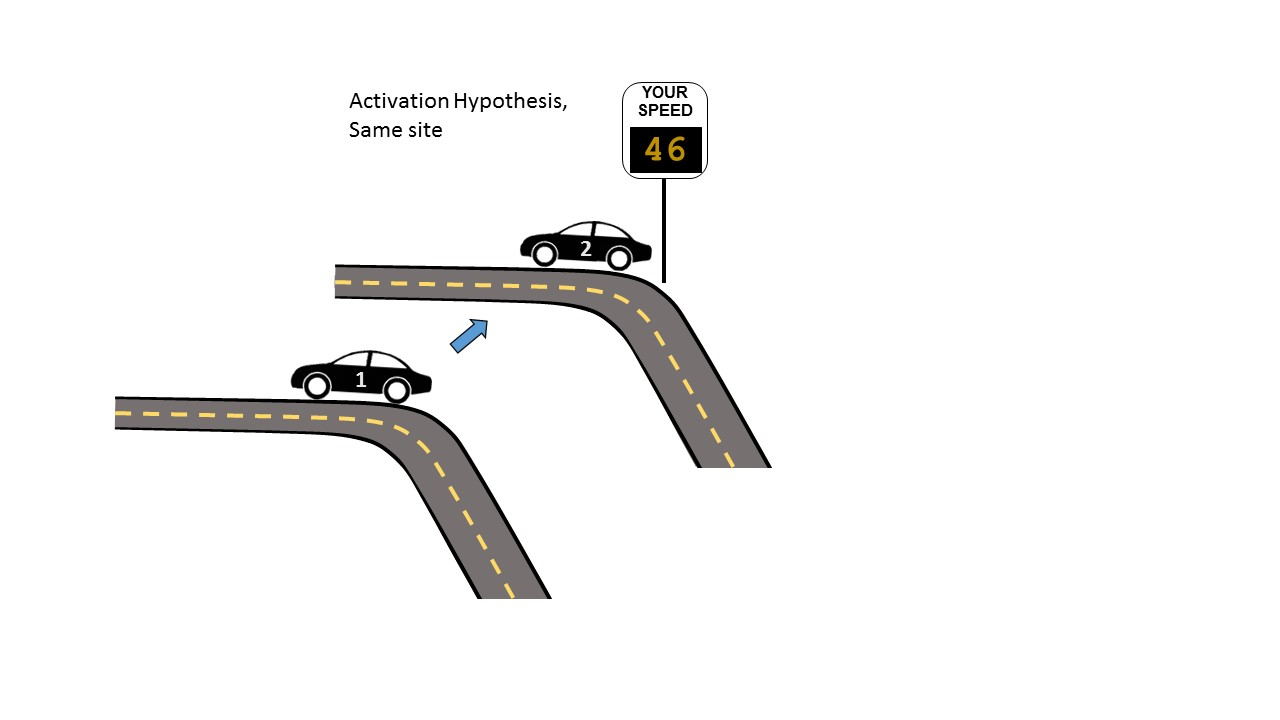 Activation Hypothesis,
Same site
YOUR
SPEED
46
2
1